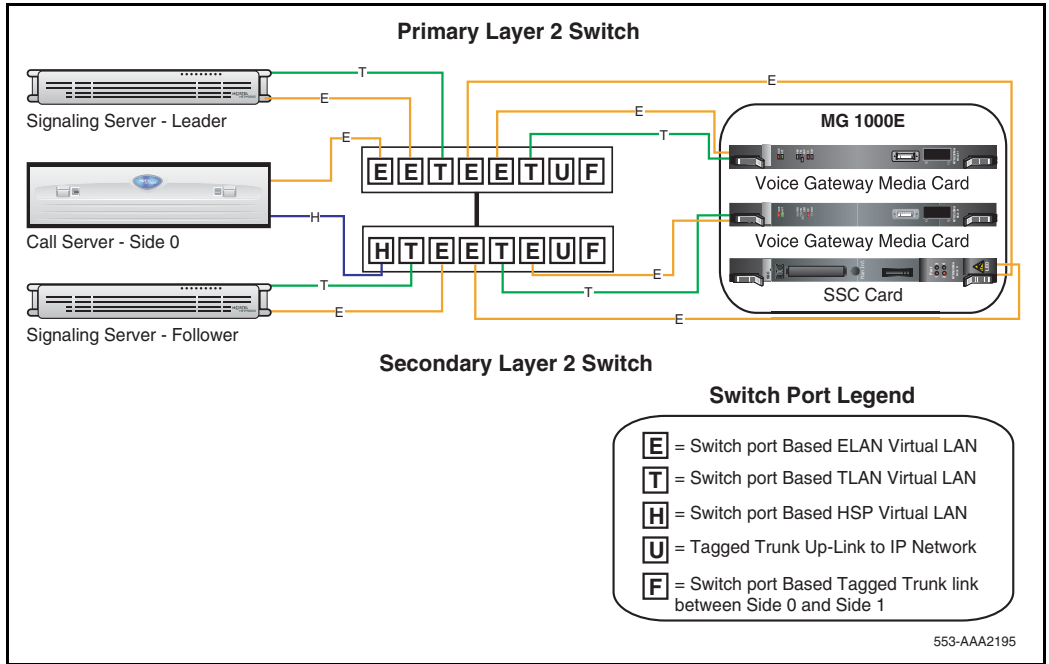 Primary Layer 2 Switch
T
E
E
Signaling Server - Leader
E
E
T
MG 1000E
E E T E E T U F
Voice Gateway Media Card
H
Call Server - Side 0
H T E E T E U F
Voice Gateway Media Card
E
T
T
SSC Card
E
E
Signaling Server - Follower
Secondary Layer 2 Switch
Switch Port Legend
E = Switch port Based ELAN Virtual LAN
T = Switch port Based TLAN Virtual LAN
H = Switch port Based HSP Virtual LAN
U = Tagged Trunk Up-Link to IP Network
F = Switch port Based Tagged Trunk link
between Side 0 and Side 1
553-AAA2195